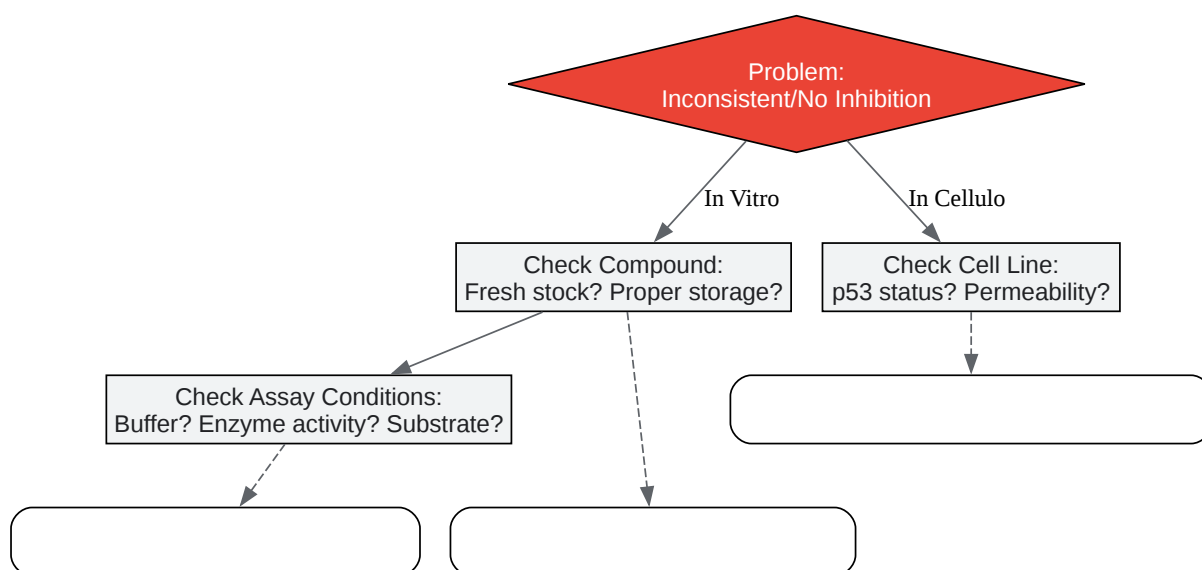 Problem:
Inconsistent/No Inhibition
In Vitro
In Cellulo
Check Compound:
Fresh stock? Proper storage?
Check Cell Line:
p53 status? Permeability?
Check Assay Conditions:
Buffer? Enzyme activity? Substrate?